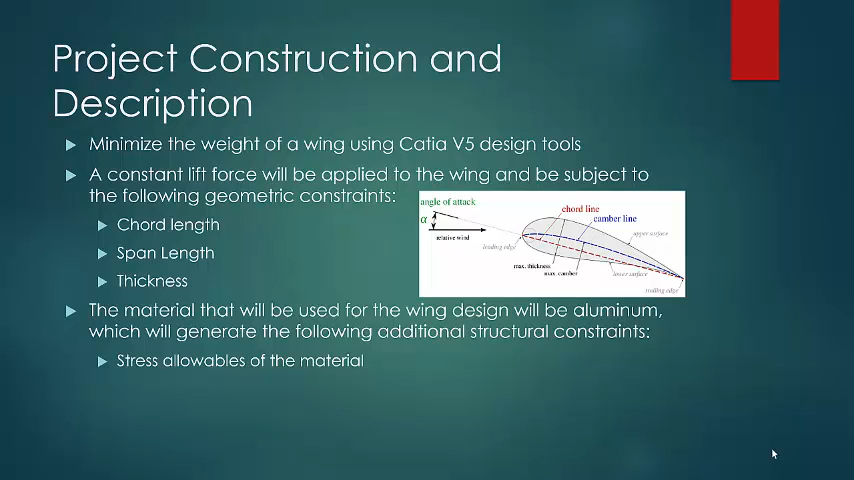 Project Construction and
Description
Minimize the weight of a wing using Catia V5 design tools
A constant lift force will be applied to the wing and be subject to
the following geometric constraints:
Chord length
Span Length
Thickness
angle of attack
α
relative wind
leading edge
chord line
camber line
upper surface
max. thickness
max. camber
lower surface
trailing edge
The material that will be used for the wing design will be aluminum,
which will generate the following additional structural constraints:
Stress allowables of the material